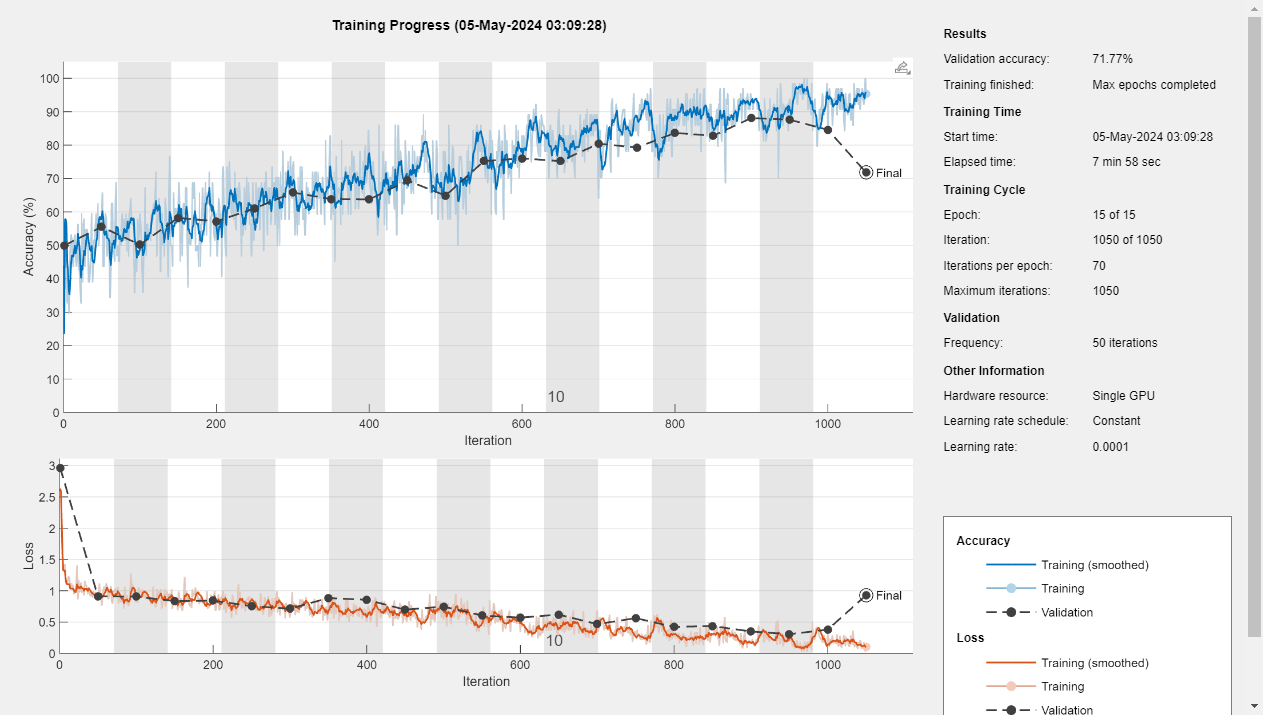 Training Progress (05-May-2024 03:09:28)
100
90
80
70
60
50
40
30
20
10
0
Accuracy (%)
Final
10
0
200
400
600
800
1000
Iteration
3
2.5
2
1.5
1
0.5
0
Loss
Final
10
0
200
400
600
800
1000
Iteration
Results
Validation accuracy: 71.77%
Training finished: Max epochs completed
Training Time
Start time: 05-May-2024 03:09:28
Elapsed time: 7 min 58 sec
Training Cycle
Epoch: 15 of 15
Iteration: 1050 of 1050
Iterations per epoch: 70
Maximum iterations: 1050
Validation
Frequency: 50 iterations
Other Information
Hardware resource: Single GPU
Learning rate schedule: Constant
Learning rate: 0.0001
Accuracy
Training (smoothed)
Training
Validation
Loss
Training (smoothed)
Training
Validation